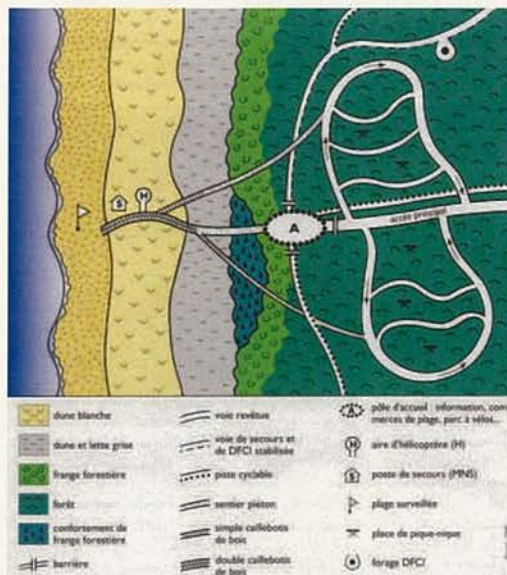 S
H
A
accès principal
dune blanche
dune et lette grise
frange forestière
forêt
confortement de
frange forestière
barrière
voie revêtue
voie de secours et
de DFCI stabilisée
piste cyclable
sentier piéton
simple caillebotis
de bois
double caillebotis
de bois
A
pôle d'accueil : information, com
merces de plage, parc à vélos...
H
aire d'hélicoptère (H)
S
poste de secours (MNS)
plage surveillée
place de pique-nique
forage DFCI